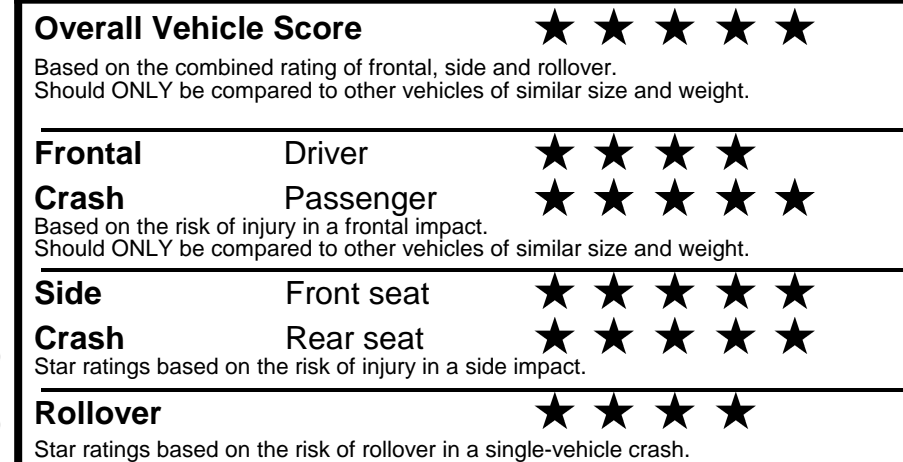 Overall Vehicle Score ★ ★ ★ ★ ★
Based on the combined rating of frontal, side and rollover.
Should ONLY be compared to other vehicles of similar size and weight.
Frontal Driver ★ ★ ★ ★
Crash Passenger ★ ★ ★ ★ ★
Based on the risk of injury in a frontal impact.
Should ONLY be compared to other vehicles of similar size and weight.
Side Front seat ★ ★ ★ ★ ★
Crash Rear seat ★ ★ ★ ★ ★
Star ratings based on the risk of injury in a side impact.
Rollover ★ ★ ★ ★
Star ratings based on the risk of rollover in a single-vehicle crash.